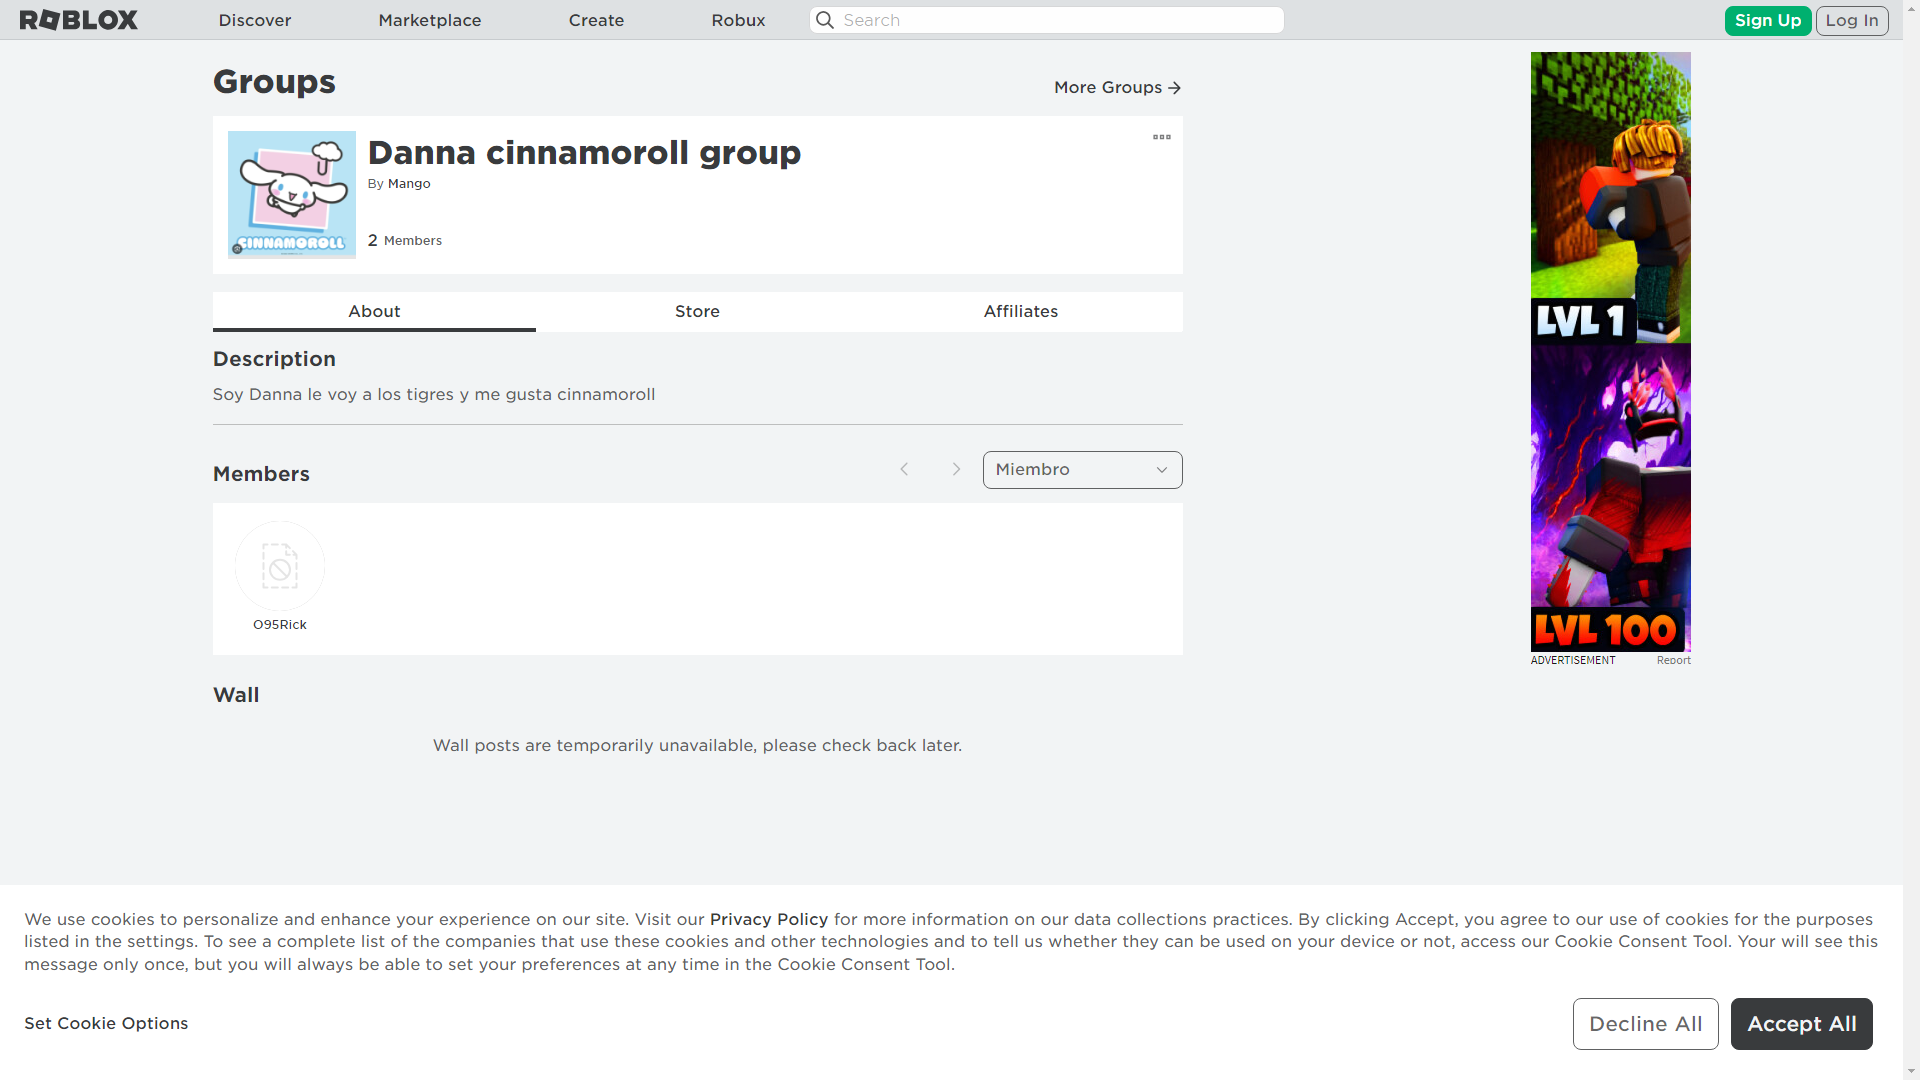 ROBLOX
Discover
Marketplace
Create
Robux
Search
Sign Up
Log In
Groups
More Groups
Danna cinnamoroll group
By Mango
2 Members
CINNAMOROLL
About
Store
Affiliates
Description
Soy Danna le voy a los tigres y me gusta cinnamoroll
Members
Miembro
O95Rick
Wall
Wall posts are temporarily unavailable, please check back later.
LVL 1
LVL 100
ADVERTISEMENT
Report
We use cookies to personalize and enhance your experience on our site. Visit our Privacy Policy for more information on our data collections practices. By clicking Accept, you agree to our use of cookies for the purposes
listed in the settings. To see a complete list of the companies that use these cookies and other technologies and to tell us whether they can be used on your device or not, access our Cookie Consent Tool. Your will see this
message only once, but you will always be able to set your preferences at any time in the Cookie Consent Tool.
Set Cookie Options
Decline All
Accept All